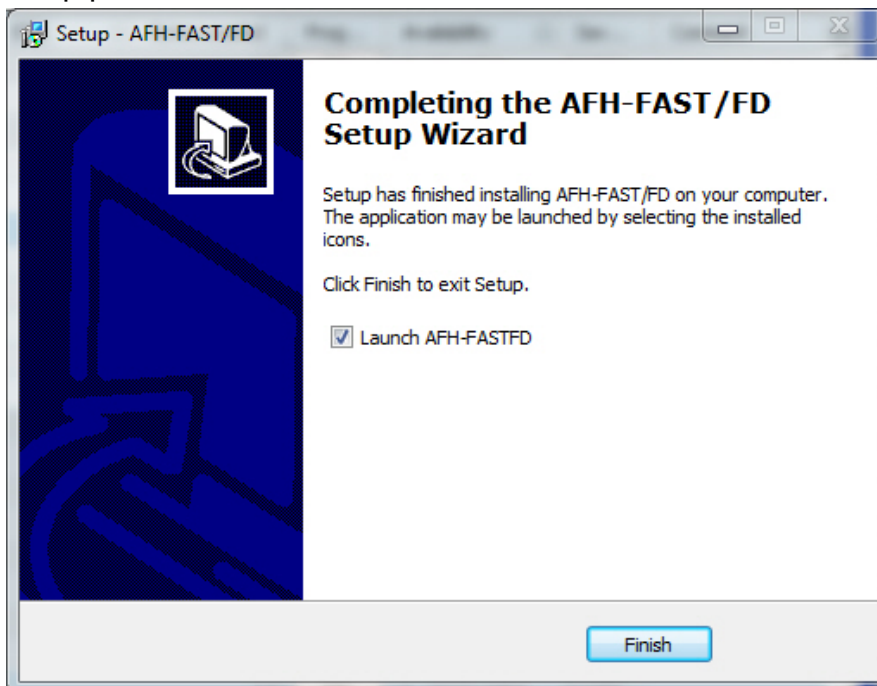 Setup - AFH-FAST/FD
Completing the AFH-FAST/FD
Setup Wizard
Setup has finished installing AFH-FAST/FD on your computer.
The application may be launched by selecting the installed
icons.
Click Finish to exit Setup.
Launch AFH-FASTFD
Finish